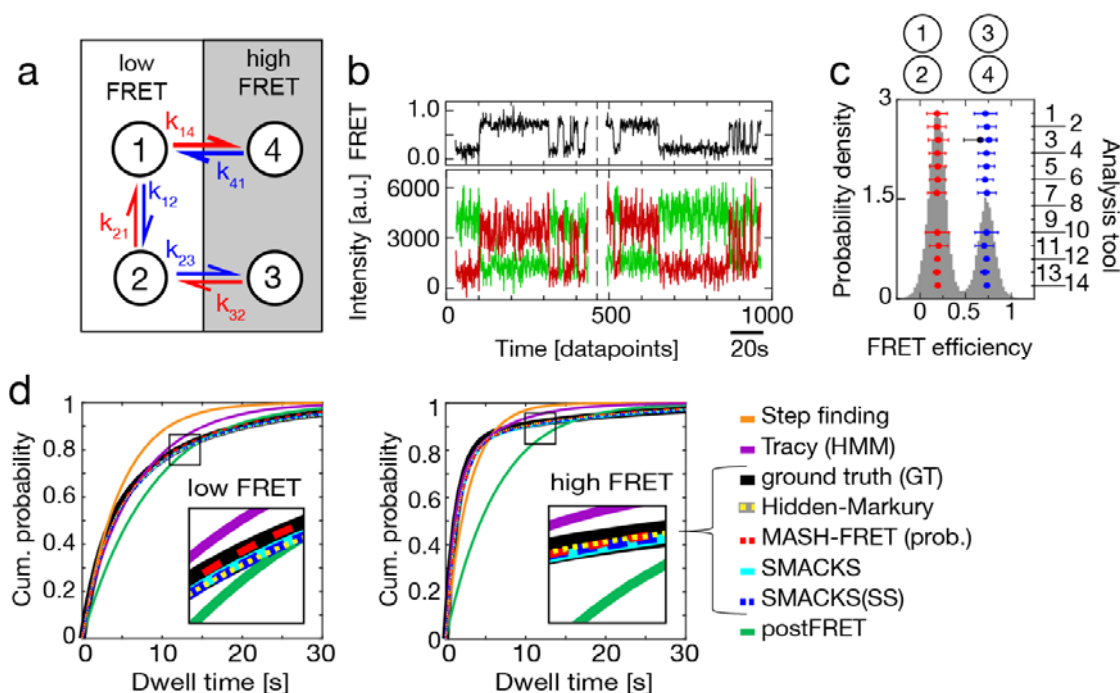 a
low
FRET
high
FRET
1
4
2
3
k14
k41
k12
k21
k23
k32
b
FRET
1.0
0.0
Intensity [a.u.]
6000
3000
0
0
500
1000
Time [datapoints]
20s
c
1
3
2
4
Probability density
3
1.5
0
0
0.5
1
FRET efficiency
1
2
3
4
5
6
7
8
9
10
11
12
13
14
Analysis tool
d
Cum. probability
1
0.8
0.6
0.4
0.2
0
0
10
20
30
Dwell time [s]
low FRET
Cum. probability
1
0.8
0.6
0.4
0.2
0
0
10
20
30
Dwell time [s]
high FRET
Step finding
Tracy (HMM)
ground truth (GT)
Hidden-Markury
MASH-FRET (prob.)
SMACKS
SMACKS(SS)
postFRET